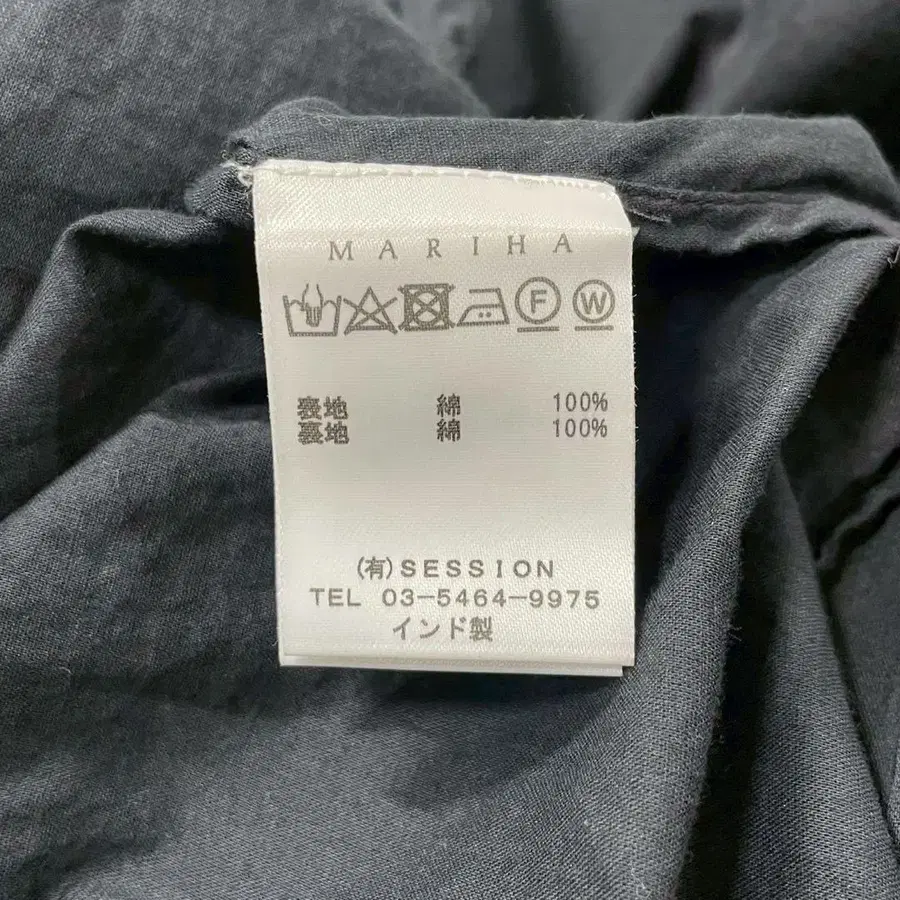 MARIHA
F W
表地 綿 100%
裏地 綿 100%
(有)SESSION
TEL 03-5464-9975
インド製